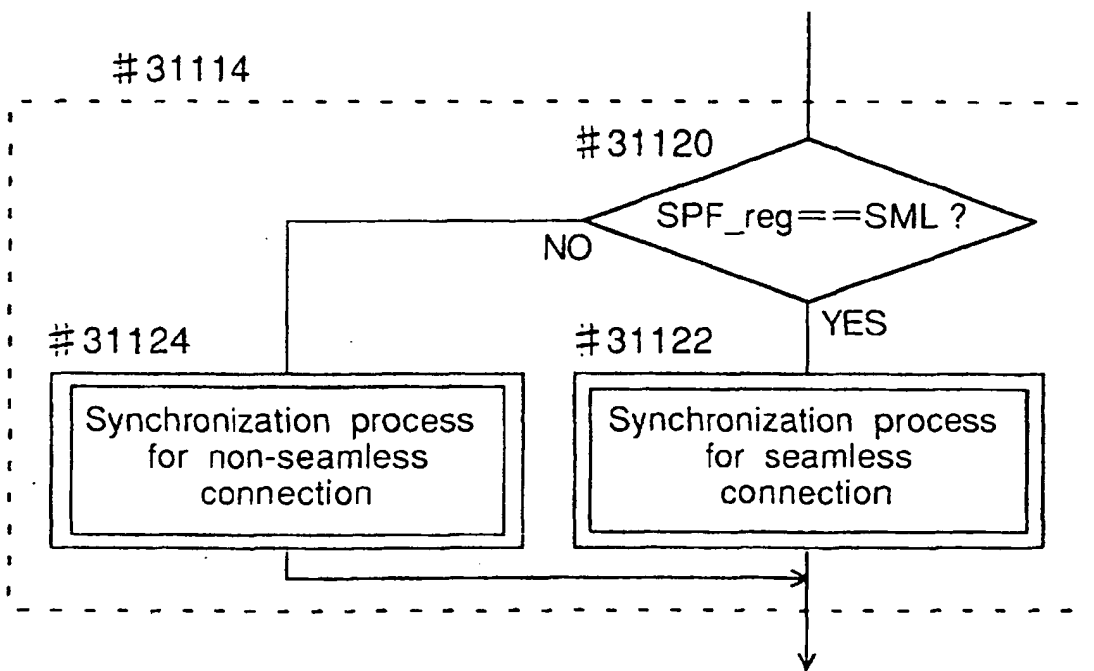 #31114
#31120
SPF_reg==SML ?
NO
YES
#31124
#31122
Synchronization process
for non-seamless
connection
Synchronization process
for seamless
connection